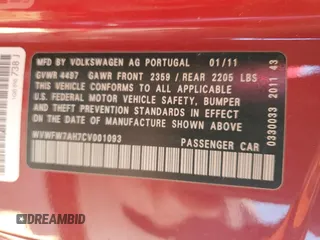 MFD BY VOLKSWAGEN AG PORTUGAL 01/11
GVWR 4497 GAWR FRONT 2359 / REAR 2205 LBS
THIS VEHICLE CONFORMS TO ALL APPLICABLE
U.S. FEDERAL MOTOR VEHICLE SAFETY, BUMPER
AND THEFT PREVENTION STANDARDS IN EFFECT
ON THE DATE OF MANUFACTURE SHOWN ABOVE
WVWFW7AH7CV001093 PASSENGER CAR
0330033 2011 43
738J
DREAMBID